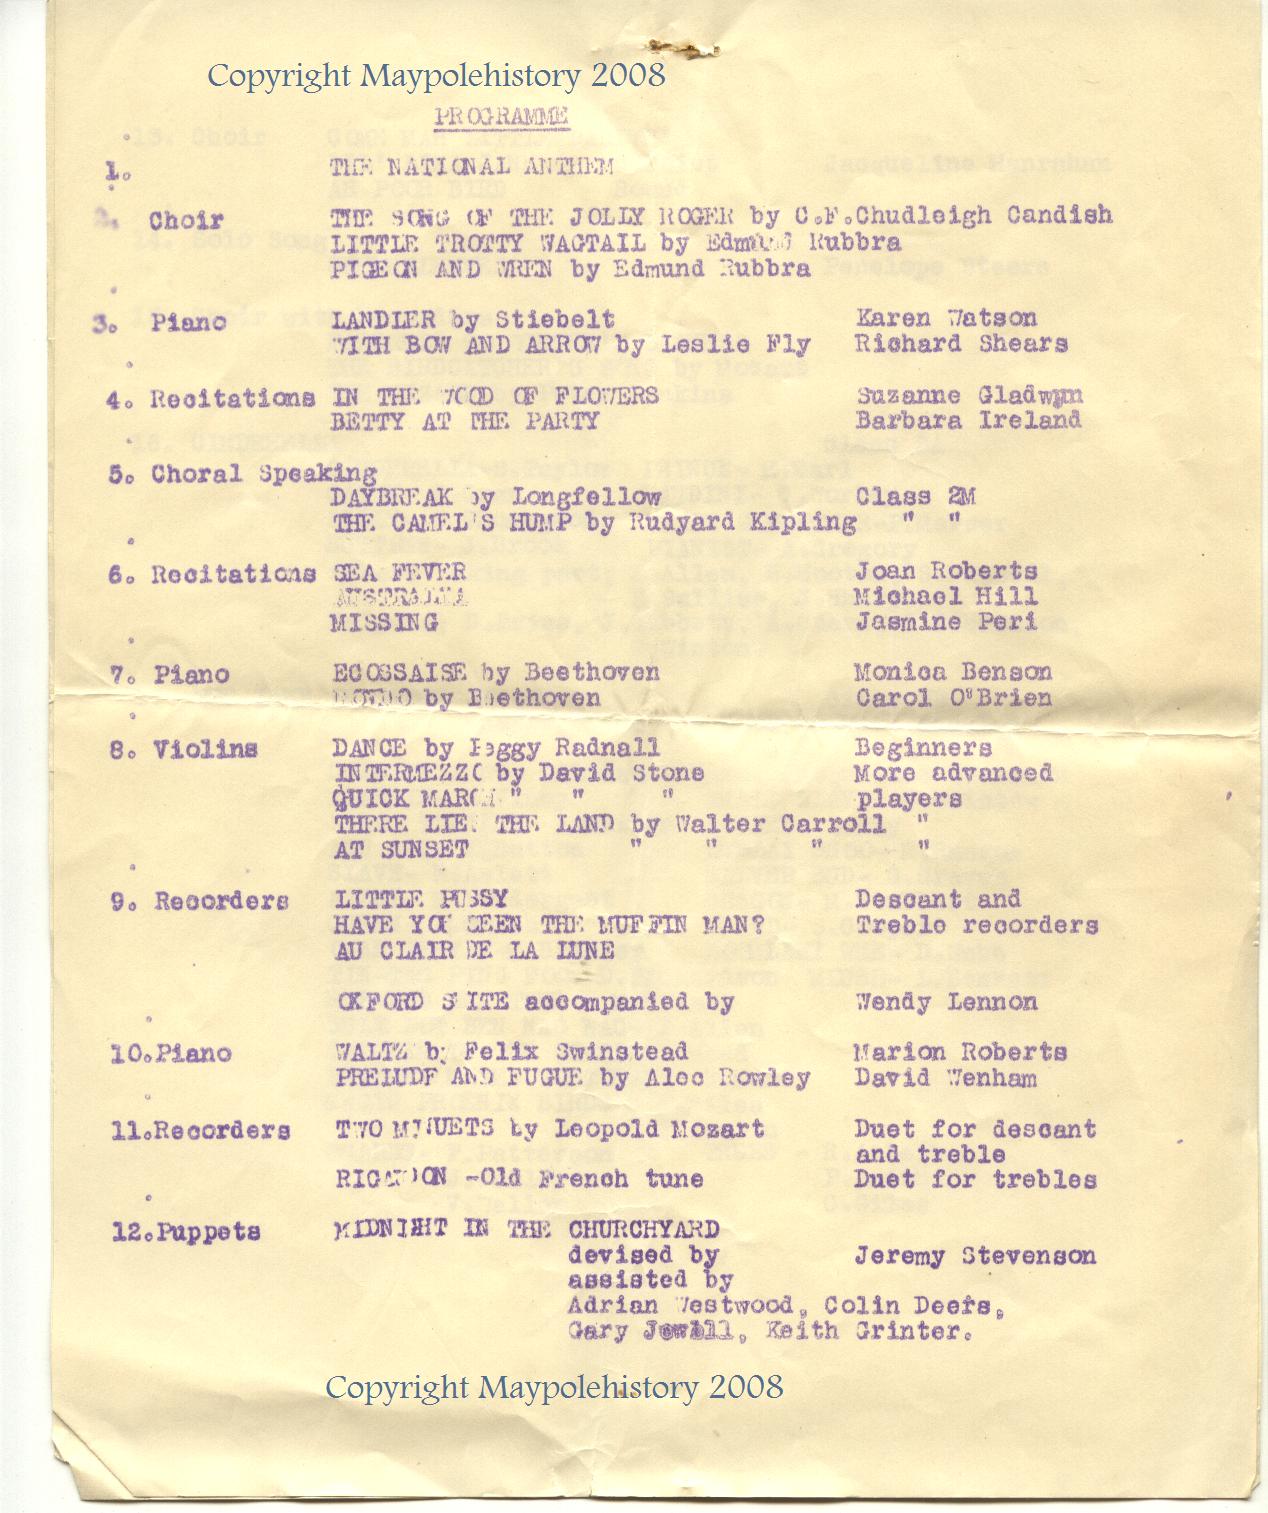 Copyright Maypolehistory 2008
PROGRAMME
1. THE NATIONAL ANTHEM
2. Choir THE SONG OF THE JOLLY ROGER by C.F.Chudleigh Candish
LITTLE TROTTY WAGTAIL by Edmund Rubbra
PIGEON AND WREN by Edmund Rubbra
3. Piano LANDLER by Stiebelt Karen Watson
WITH BOW AND ARROW by Leslie Fly Richard Shears
4. Recitations IN THE WOOD OF FLOWERS Suzanne Gladwyn
BETTY AT THE PARTY Barbara Ireland
5. Choral Speaking
DAYBREAK by Longfellow Class 2M
THE CAMEL'S HUMP by Rudyard Kipling " "
6. Recitations SEA FEVER Joan Roberts
AUSTRALIA Michael Hill
MISSING Jasmine Peri
7. Piano ECOSSAISE by Beethoven Monica Benson
RONDO by Beethoven Carol O'Brien
8. Violins DANCE by Peggy Radnall Beginners
INTERMEZZO by David Stone More advanced
QUICK MARCH " " " players
THERE LIES THE LAND by Walter Carroll "
AT SUNSET " " " "
9. Recorders LITTLE PUSSY Descant and
HAVE YOU SEEN THE MUFFIN MAN? Treble recorders
AU CLAIR DE LA LUNE
OXFORD SUITE accompanied by Wendy Lennon
10. Piano WALTZ by Felix Swinstead Marion Roberts
PRELUDE AND FUGUE by Alec Rowley David Wenham
11. Recorders TWO MINUETS by Leopold Mozart Duet for descant
and treble
RIGADON -Old French tune Duet for trebles
12. Puppets MIDNIGHT IN THE CHURCHYARD
devised by Jeremy Stevenson
assisted by
Adrian Westwood, Colin Deers,
Gary Jewell, Keith Grinter.
Copyright Maypolehistory 2008